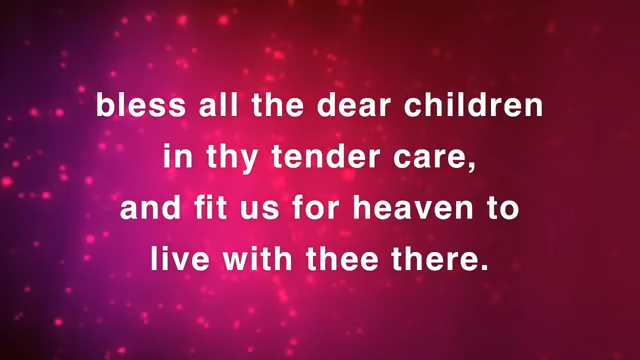 bless all the dear children
in thy tender care,
and fit us for heaven to
live with thee there.